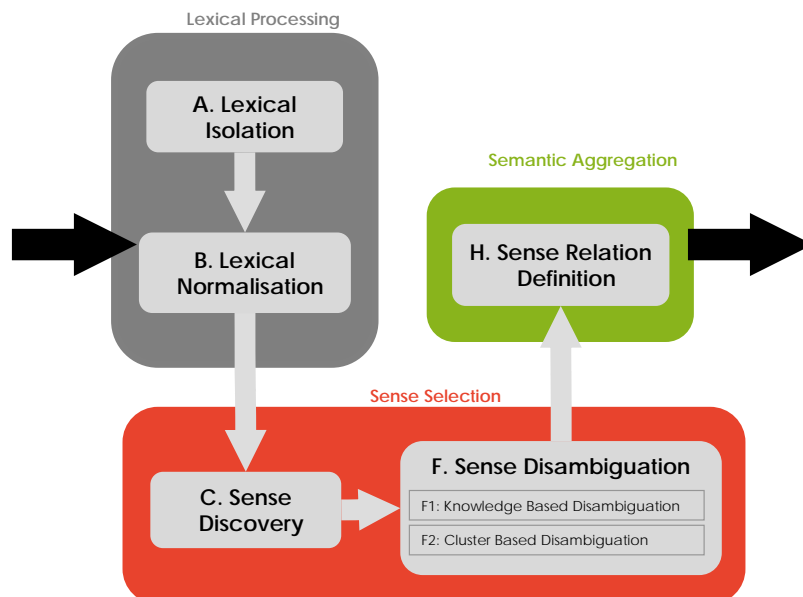 Lexical Processing
A. Lexical
Isolation
B. Lexical
Normalisation
Semantic Aggregation
H. Sense Relation
Definition
Sense Selection
C. Sense
Discovery
F. Sense Disambiguation
F1: Knowledge Based Disambiguation
F2: Cluster Based Disambiguation